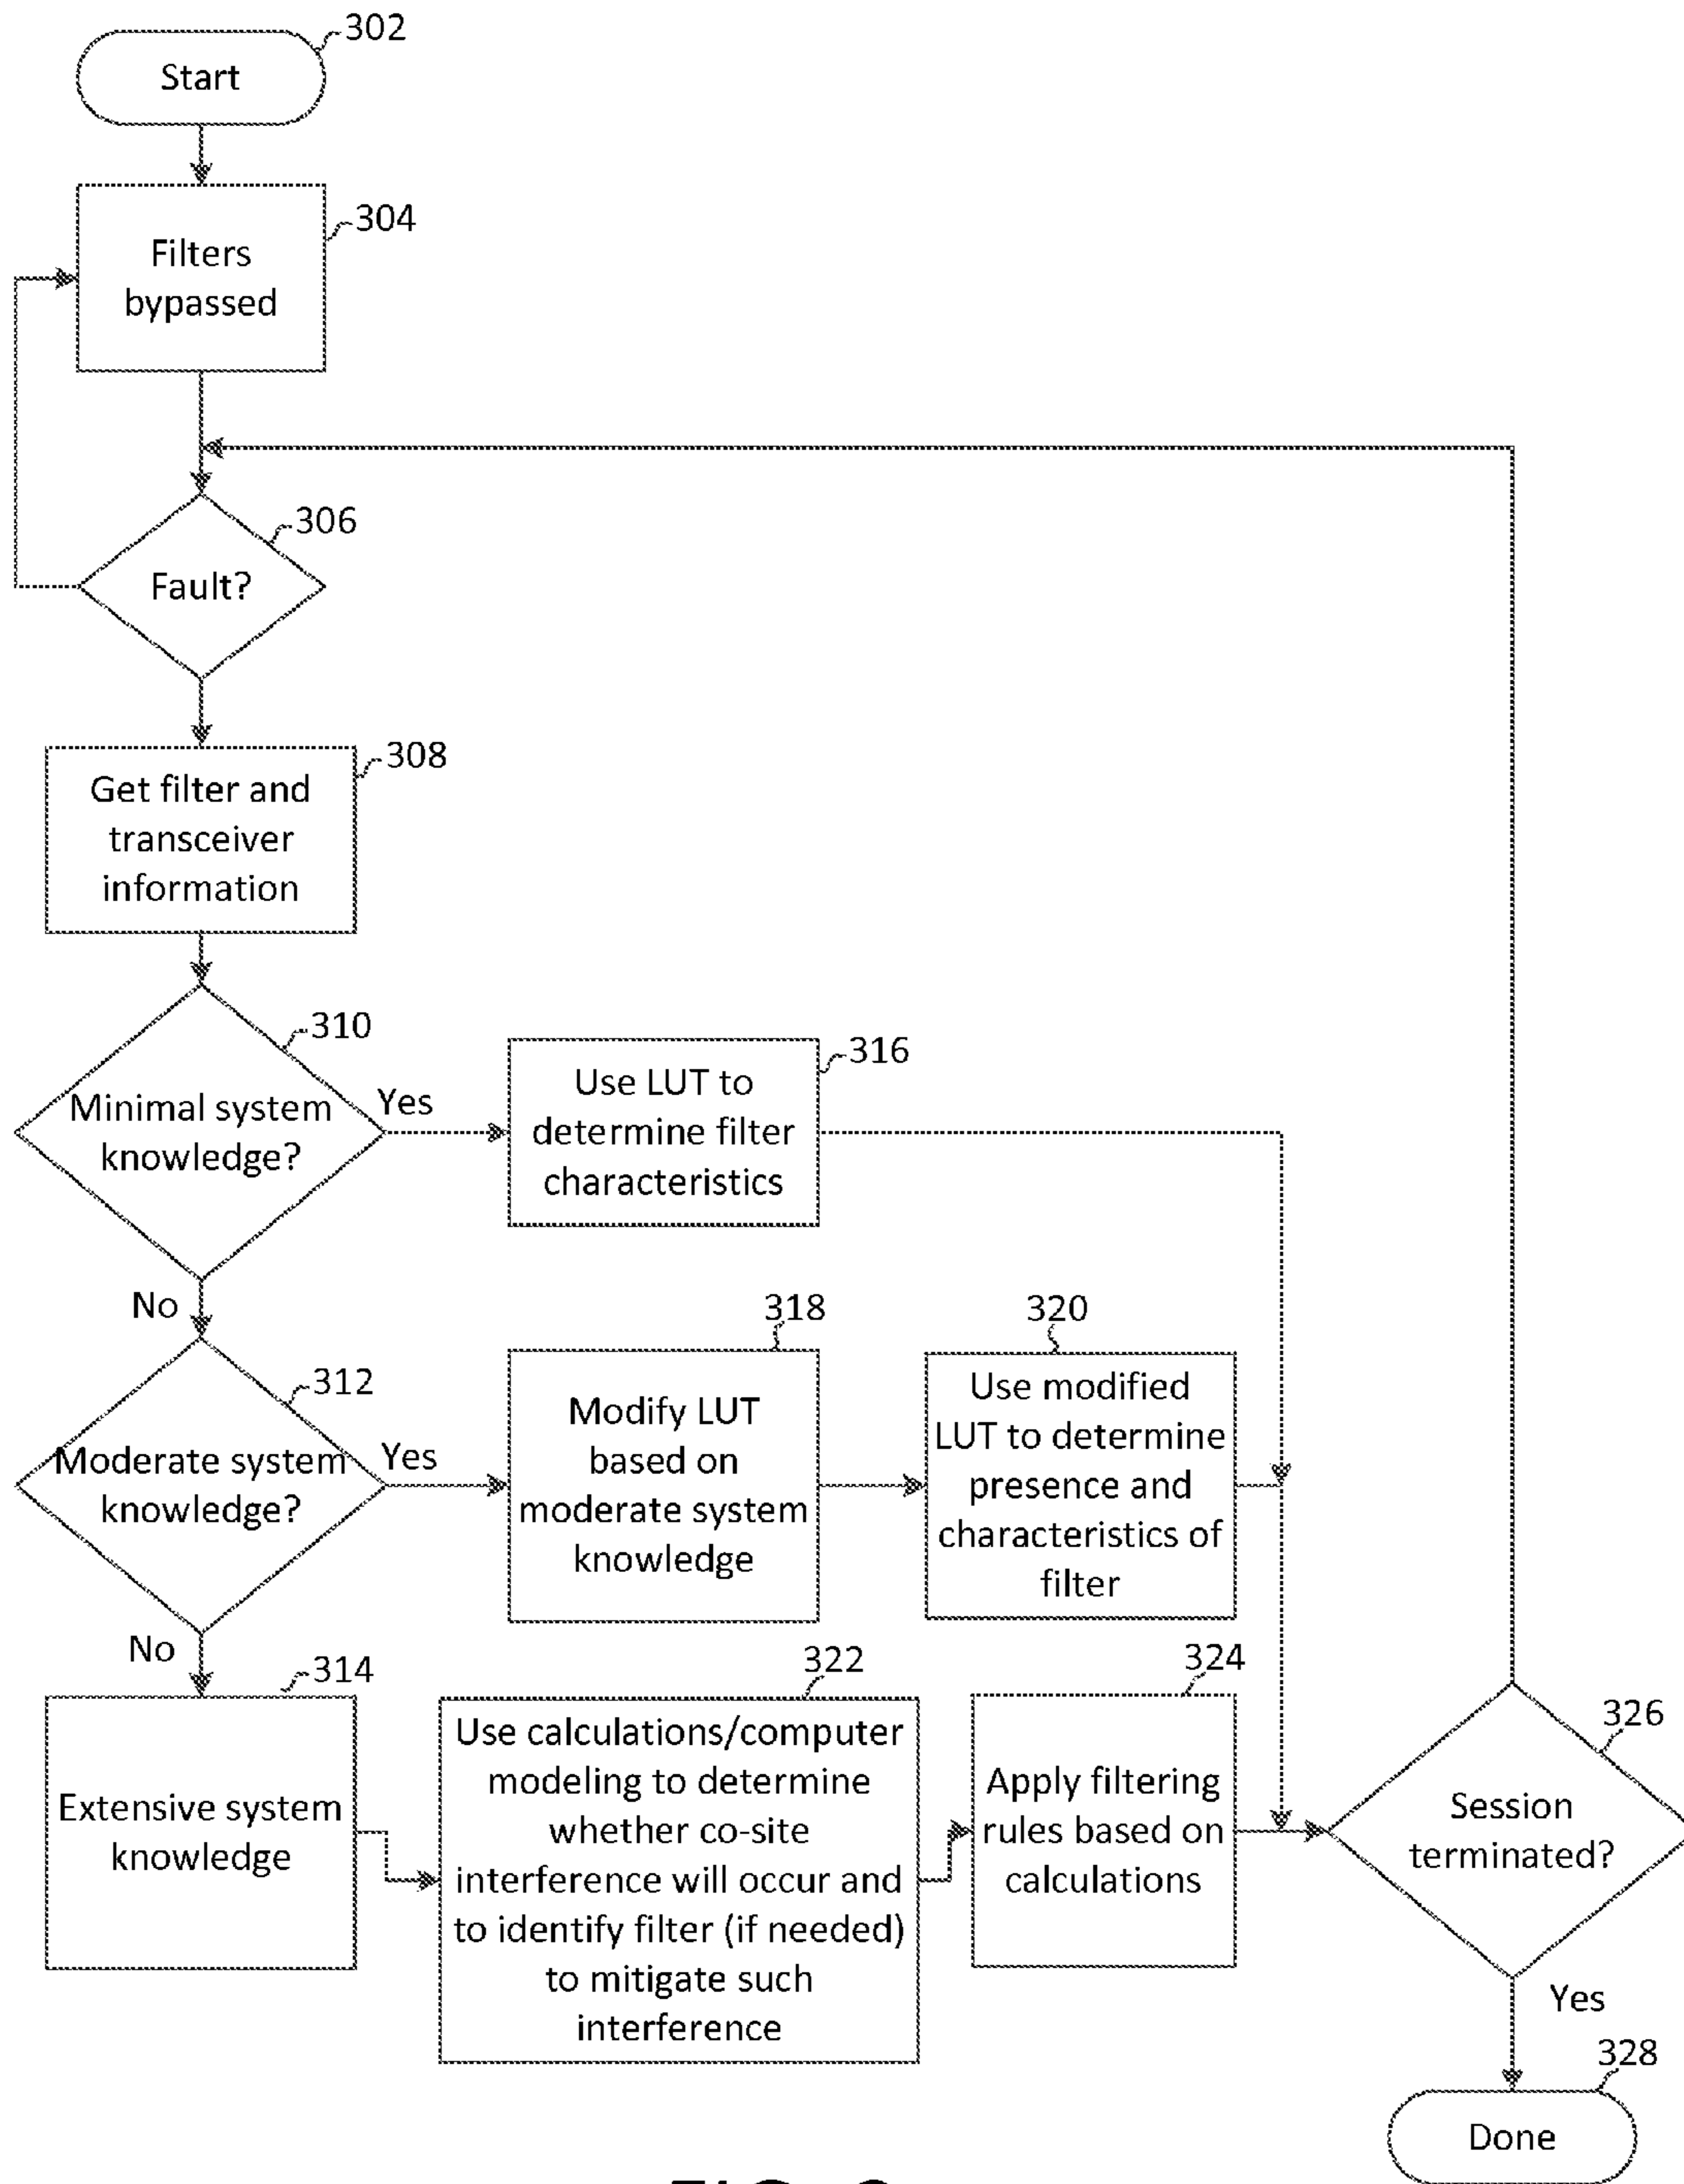 302
Start
304
Filters
bypassed
306
Fault?
308
Get filter and
transceiver
information
310
Minimal system
knowledge?
Yes
316
Use LUT to
determine filter
characteristics
No
312
Moderate system
knowledge?
Yes
318
Modify LUT
based on
moderate system
knowledge
320
Use modified
LUT to determine
presence and
characteristics of
filter
No
314
Extensive system
knowledge
322
Use calculations/computer
modeling to determine
whether co-site
interference will occur and
to identify filter (if needed)
to mitigate such
interference
324
Apply filtering
rules based on
calculations
326
Session
terminated?
Yes
328
Done